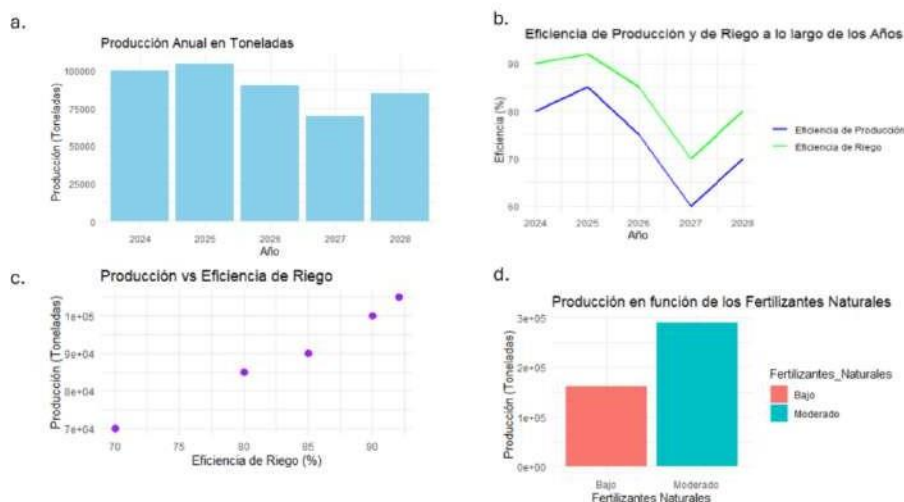 a.
Producción Anual en Toneladas
100000
75000
50000
25000
0
Producción (Toneladas)
2024
2025
2026
2027
2028
Año
b.
Eficiencia de Producción y de Riego a lo largo de los Años
90
80
70
60
Eficiencia (%)
2024
2025
2026
2027
2028
Año
Eficiencia de Producción
Eficiencia de Riego
c.
Producción vs Eficiencia de Riego
1e+05
9e+04
8e+04
7e+04
Producción (Toneladas)
70
75
80
85
90
Eficiencia de Riego (%)
d.
Producción en función de los Fertilizantes Naturales
3e+05
2e+05
1e+05
0e+00
Producción (Toneladas)
Bajo
Moderado
Fertilizantes Naturales
Fertilizantes_Naturales
Bajo
Moderado